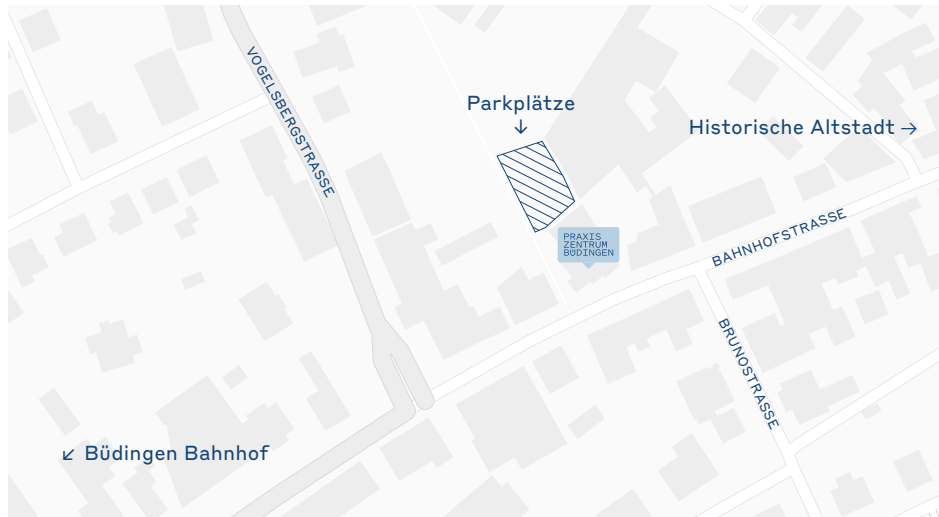 VOGELSBERGSTRASSE
Parkplätze
↓
Historische Altstadt →
PRAXIS
ZENTRUM
BÜDINGEN
BAHNHOFSTRASSE
BRUNOSTRASSE
↙ Büdingen Bahnhof